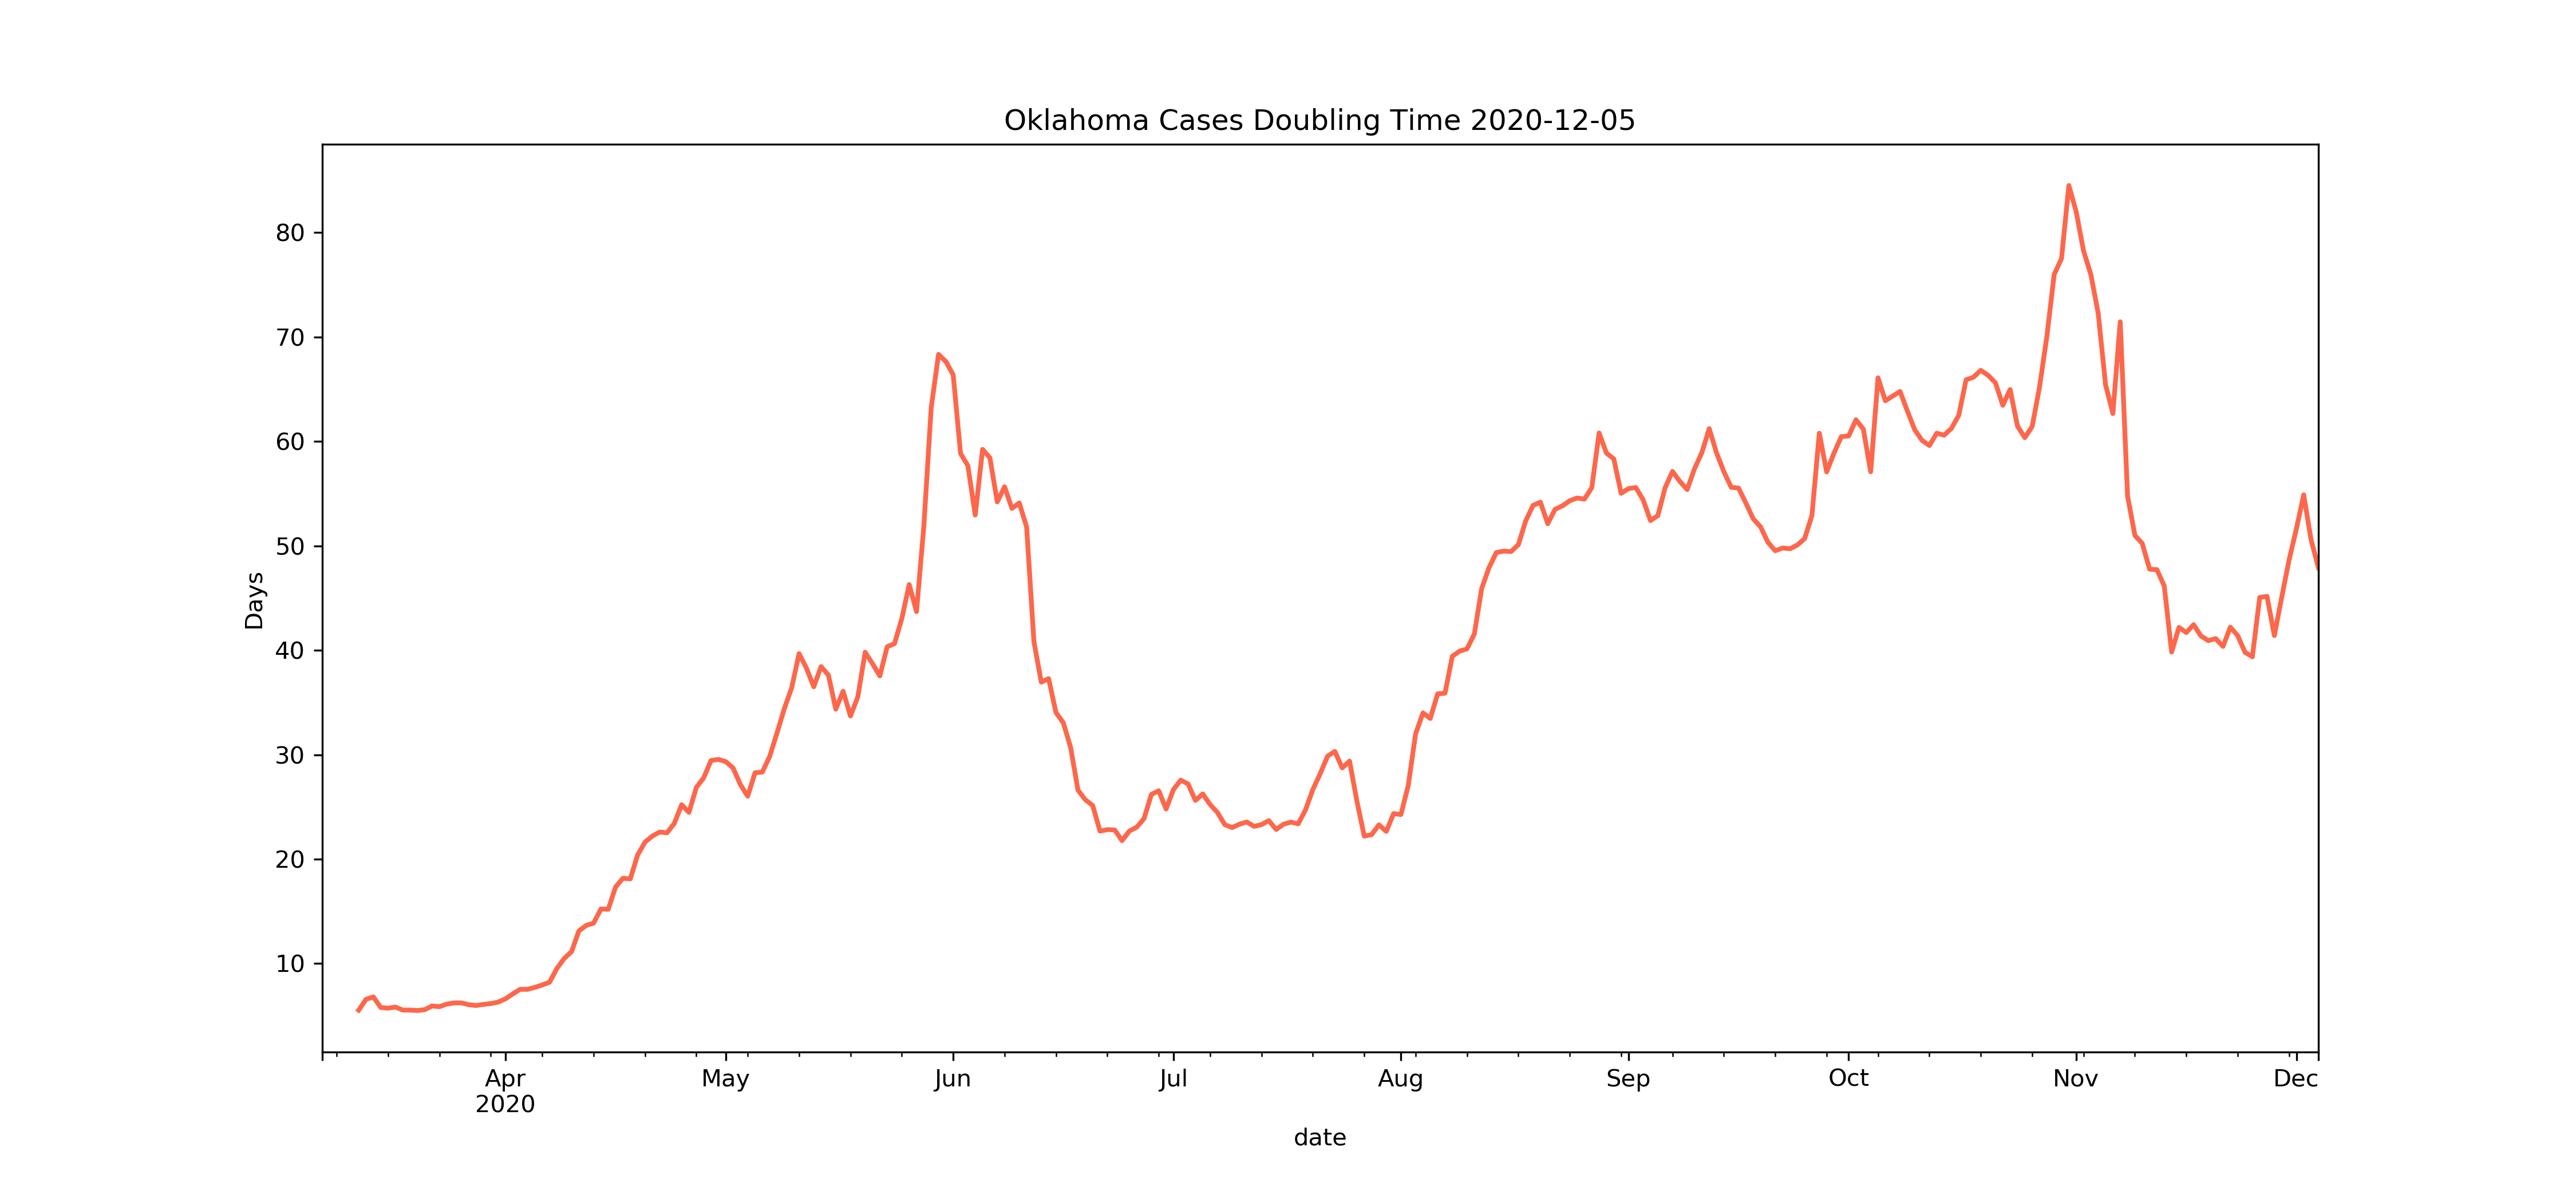 Oklahoma Cases Doubling Time 2020-12-05
Days
80
70
60
50
40
30
20
10
Apr May Jun Jul Aug Sep Oct Nov Dec
2020
date